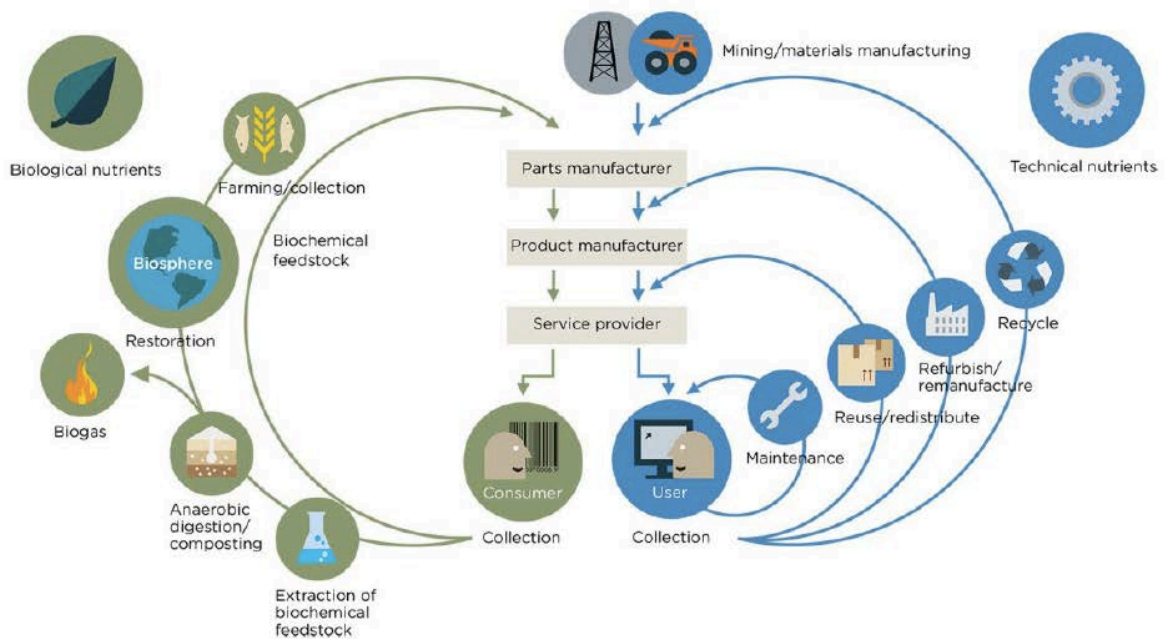 Mining/materials manufacturing
Biological nutrients
Technical nutrients
Farming/collection
Parts manufacturer
Biochemical
feedstock
Product manufacturer
Biosphere
Restoration
Service provider
Recycle
Refurbish/
remanufacture
Reuse/redistribute
Biogas
Maintenance
Consumer
User
Anaerobic
digestion/
composting
Collection
Collection
Extraction of
biochemical
feedstock